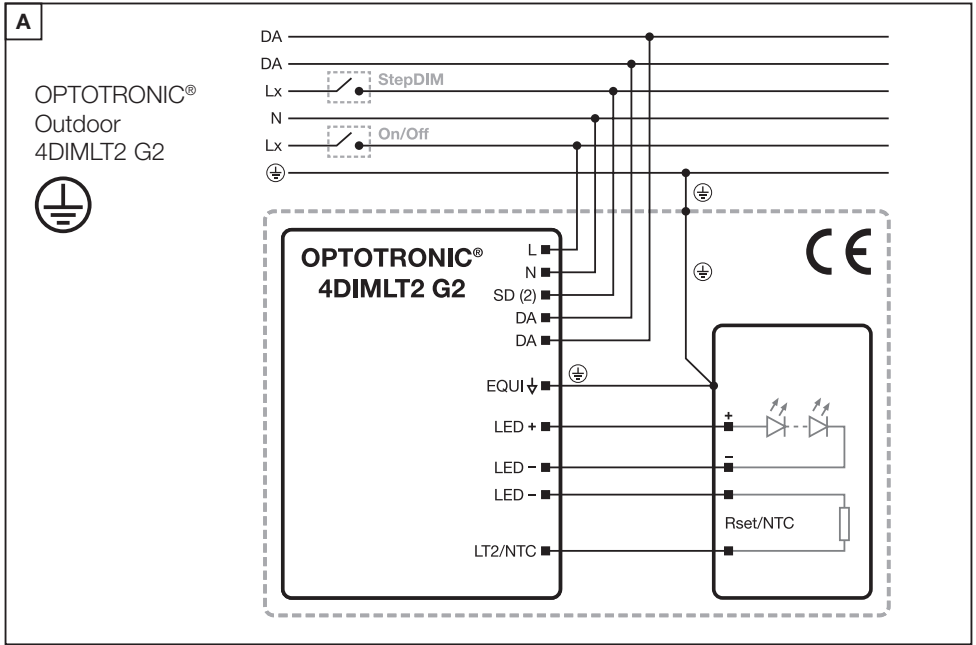 A
OPTOTRONIC®
Outdoor
4DIMLT2 G2
DA
DA
Lx
StepDIM
N
Lx
On/Off
OPTOTRONIC®
4DIMLT2 G2
L
N
SD (2)
DA
DA
EQUI
LED +
LED −
LED −
LT2/NTC
CE
+
−
Rset/NTC